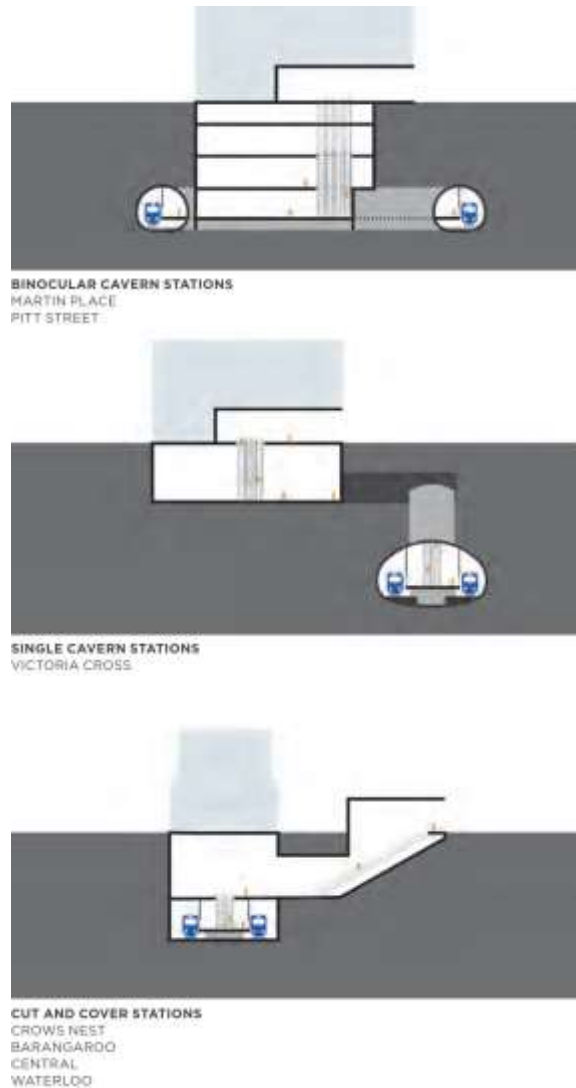 BINOCULAR CAVERN STATIONS
MARTIN PLACE
PITT STREET
SINGLE CAVERN STATIONS
VICTORIA CROSS
CUT AND COVER STATIONS
CROWS NEST
BARANGAROO
CENTRAL
WATERLOO